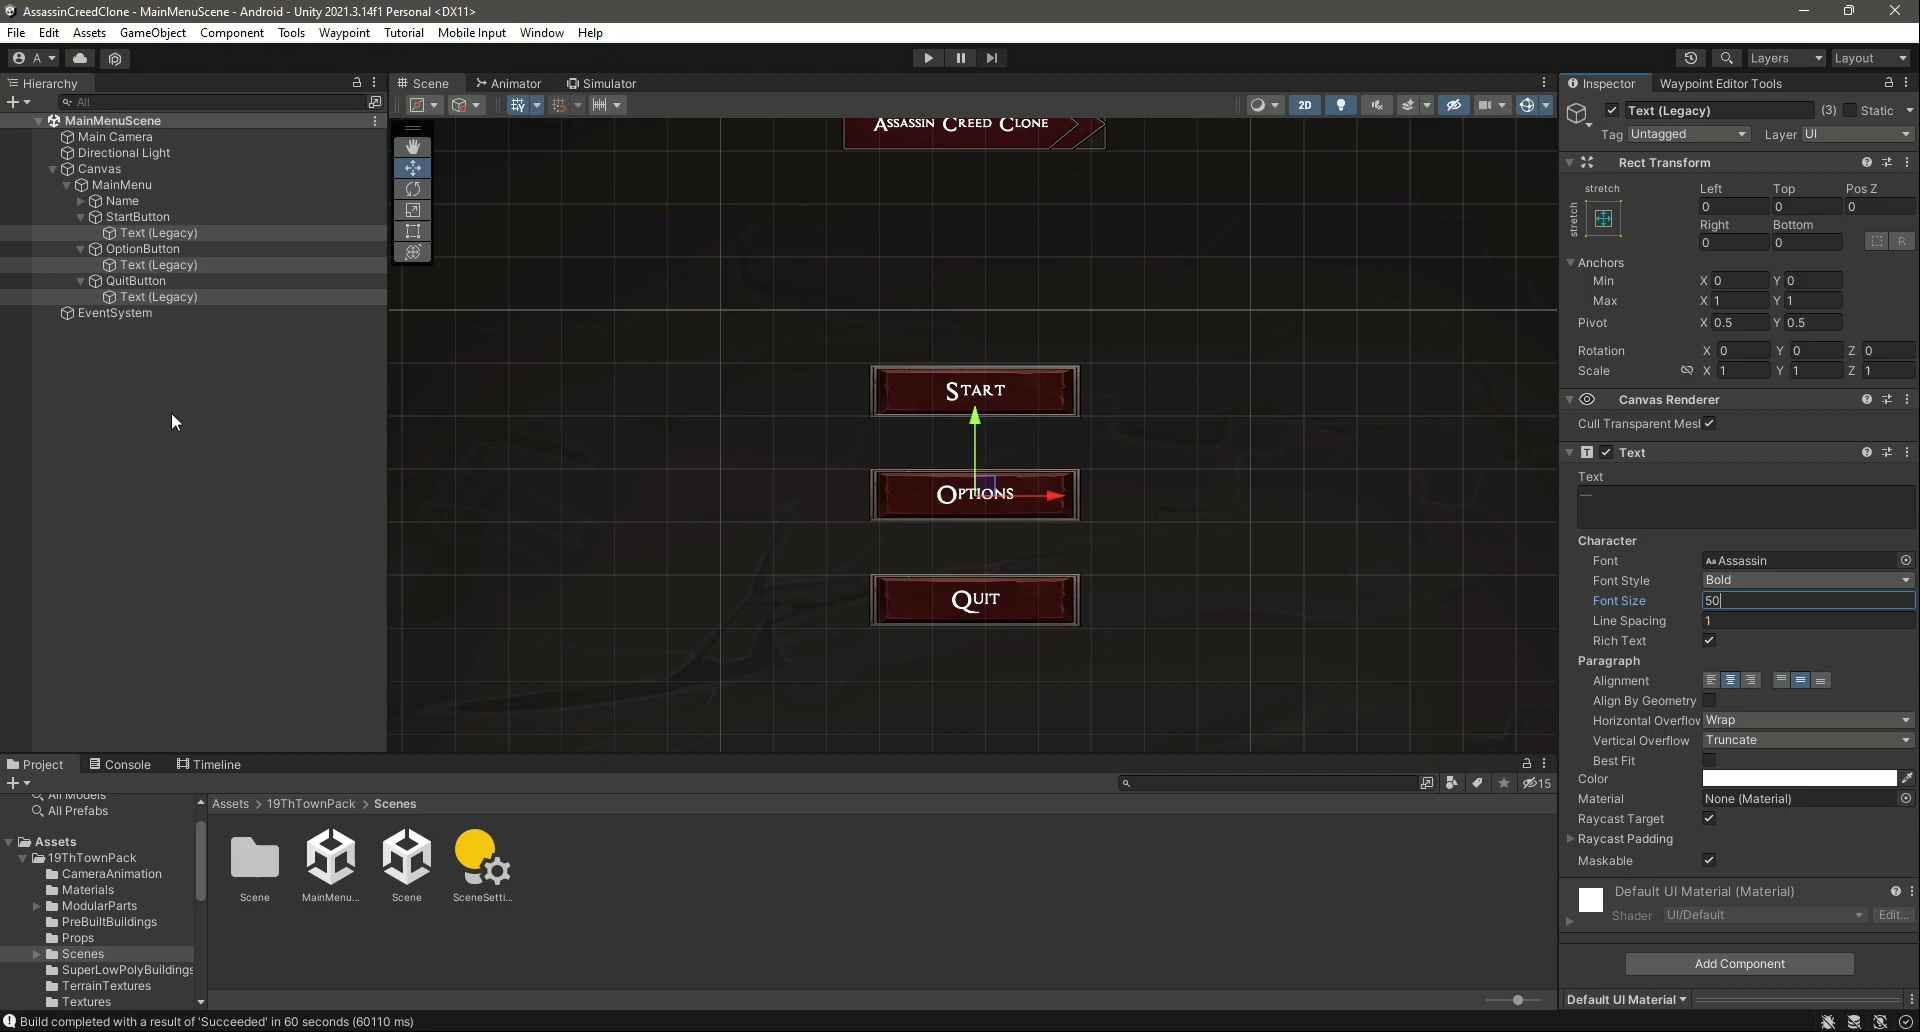 AssassinCreedClone - MainMenuScene - Android - Unity 2021.3.14f1 Personal <DX11>
File Edit Assets GameObject Component Tools Waypoint Tutorial Mobile Input Window Help
A Layers Layout
Hierarchy
All
MainMenuScene
Main Camera
Directional Light
Canvas
MainMenu
Name
StartButton
Text (Legacy)
OptionButton
Text (Legacy)
QuitButton
Text (Legacy)
EventSystem
Scene Animator Simulator
2D
Assassin Creed Clone
Start
Options
Quit
Inspector Waypoint Editor Tools
Text (Legacy) (3) Static
Tag Untagged Layer UI
Rect Transform
stretch Left Top Pos Z
stretch 0 0 0
Right Bottom
0 0 R
Anchors
Min X 0 Y 0
Max X 1 Y 1
Pivot X 0.5 Y 0.5
Rotation X 0 Y 0 Z 0
Scale X 1 Y 1 Z 1
Canvas Renderer
Cull Transparent Mesl
Text
Text
—
Character
Font Aa Assassin
Font Style Bold
Font Size 50
Line Spacing 1
Rich Text
Paragraph
Alignment
Align By Geometry
Horizontal Overflov Wrap
Vertical Overflow Truncate
Best Fit
Color
Material None (Material)
Raycast Target
Raycast Padding
Maskable
Default UI Material (Material)
Shader UI/Default Edit...
Add Component
Default UI Material
Project Console Timeline
15
All Models
All Prefabs
Assets
19ThTownPack
CameraAnimation
Materials
ModularParts
PreBuiltBuildings
Props
Scenes
SuperLowPolyBuildings
TerrainTextures
Textures
Assets > 19ThTownPack > Scenes
Scene MainMenu... Scene SceneSetti...
Build completed with a result of 'Succeeded' in 60 seconds (60110 ms)